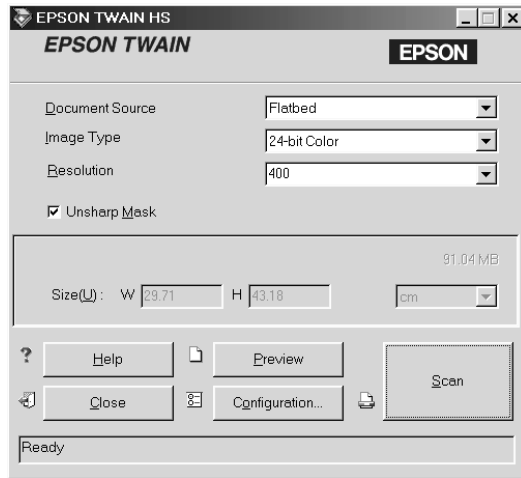 EPSON TWAIN HS
EPSON TWAIN
EPSON
Document Source Flatbed
Image Type 24-bit Color
Resolution 400
Unsharp Mask
91.04 MB
Size(U) : W 29.71 H 43.18 cm
? Help Preview
Scan
Close Configuration...
Ready